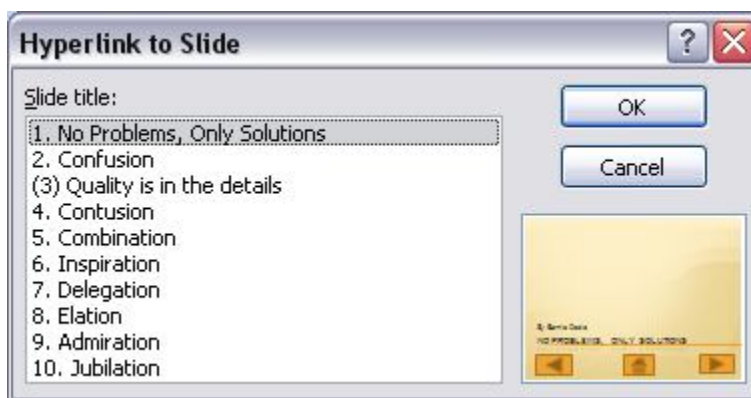 Hyperlink to Slide
Slide title:
OK
1. No Problems, Only Solutions
2. Confusion
Cancel
(3) Quality is in the details
4. Contusion
5. Combination
6. Inspiration
7. Delegation
8. Elation
9. Admiration
10. Jubilation
By
NO PROBLEMS, ONLY SOLUTIONS